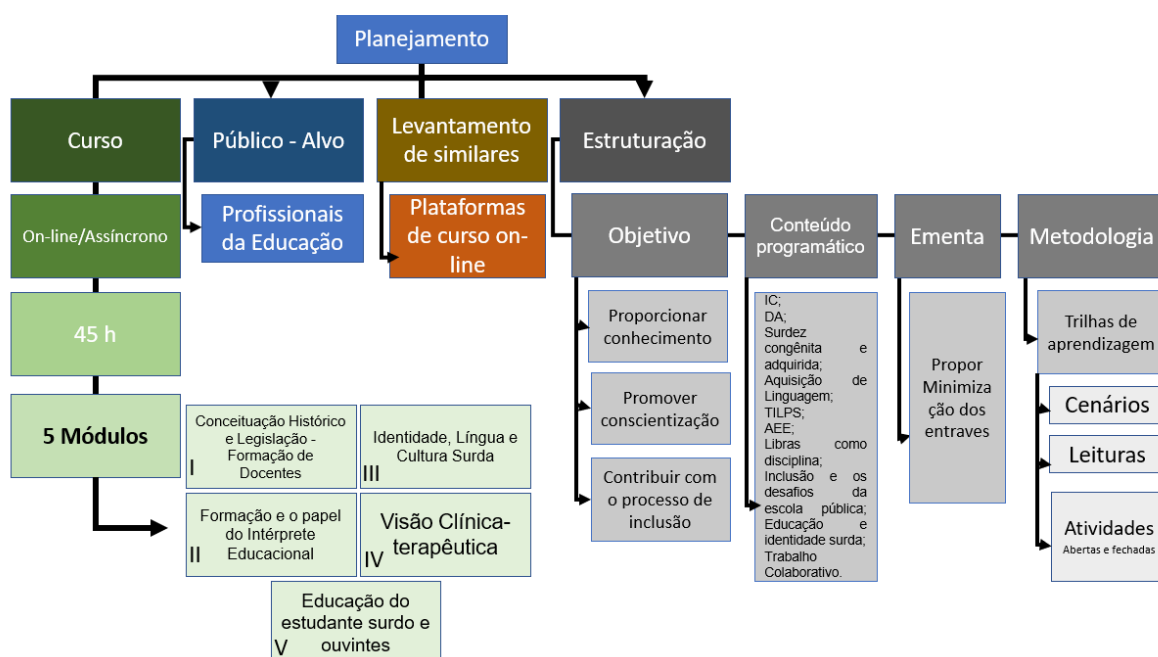 Planejamento
Curso
Público - Alvo
Levantamento
de similares
Estruturação
On-line/Assíncrono
Profissionais
da Educação
Plataformas
de curso on-
line
Objetivo
Conteúdo
programático
Ementa
Metodologia
45 h
Proporcionar
conhecimento
Promover
conscientização
Contribuir com
o processo de
inclusão
IC;
DA;
Surdez
congênita e
adquirida;
Aquisição de
Linguagem;
TILPS;
AEE;
Libras como
disciplina;
Inclusão e os
desafios da
escola pública;
Educação e
identidade surda;
Trabalho
Colaborativo.
Propor
Minimiza
ção dos
entraves
Trilhas de
aprendizagem
Cenários
Leituras
Atividades
Abertas e fechadas
5 Módulos
Conceituação Histórico
e Legislação -
Formação de
Docentes
I
Identidade, Língua e
Cultura Surda
III
Formação e o papel
do Intérprete
Educacional
II
Visão Clínica-
terapêutica
IV
Educação do
estudante surdo e
ouvintes
V